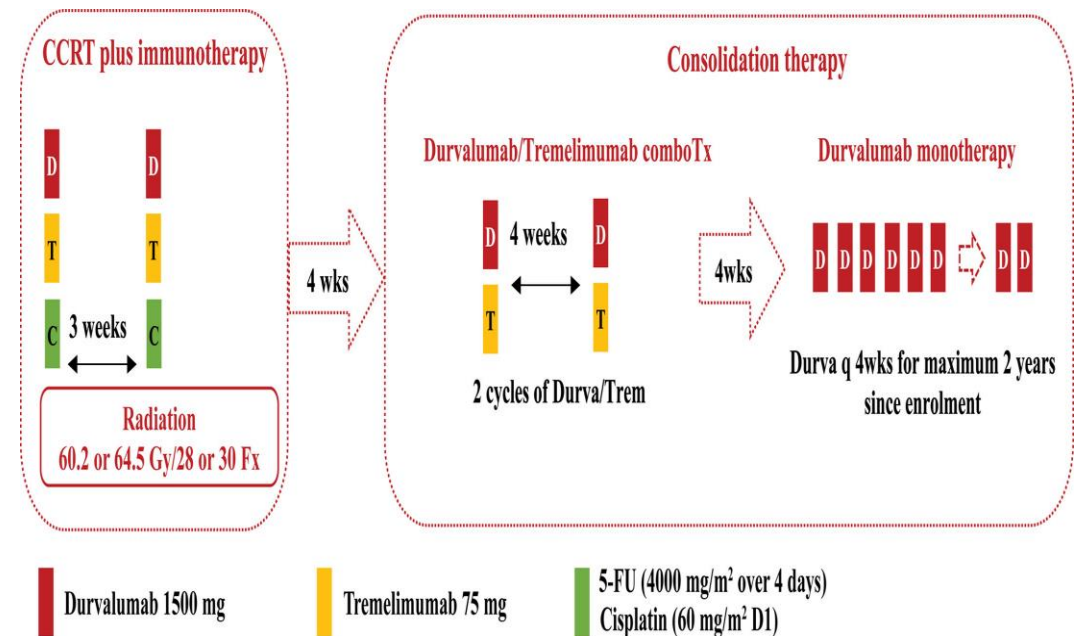 CCRT plus immunotherapy
D D
T T
C C
3 weeks
Radiation
60.2 or 64.5 Gy/28 or 30 Fx
4 wks
Consolidation therapy
Durvalumab/Tremelimumab comboTx
D D
4 weeks
T T
2 cycles of Durva/Trem
4wks
Durvalumab monotherapy
D D D D D D D D
Durva q 4wks for maximum 2 years
since enrolment
Durvalumab 1500 mg
Tremelimumab 75 mg
5-FU (4000 mg/m² over 4 days)
Cisplatin (60 mg/m² D1)